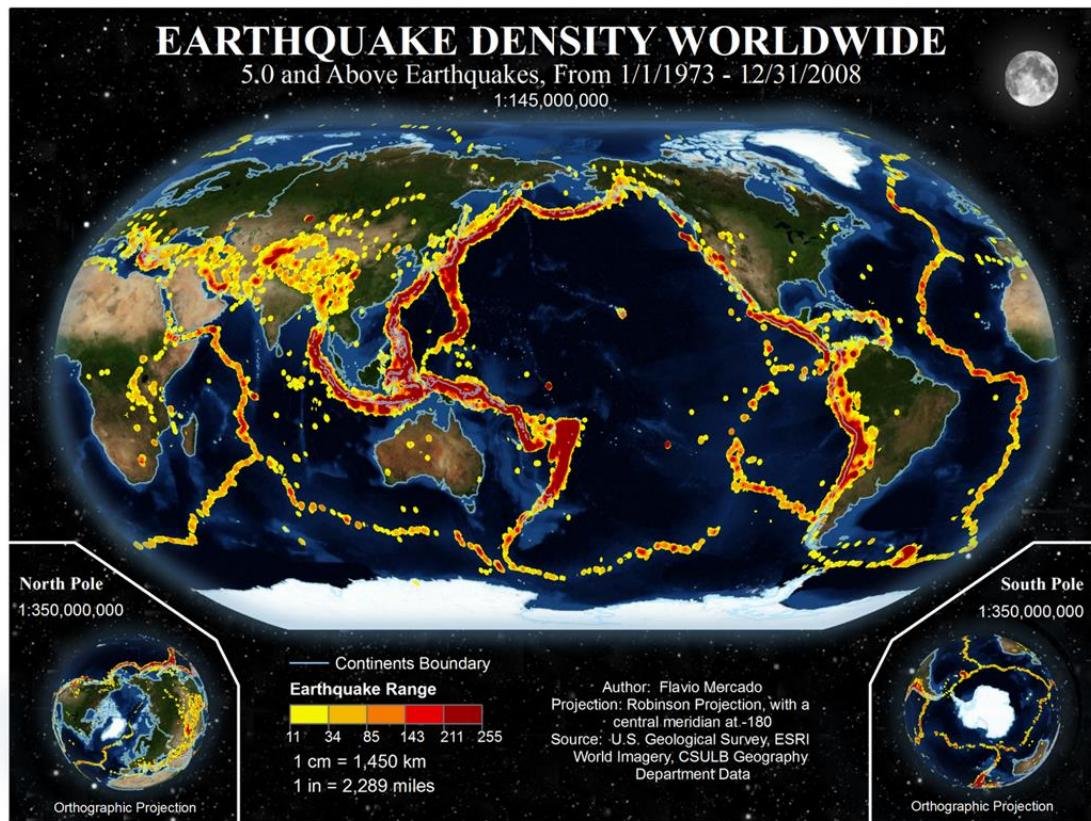 EARTHQUAKE DENSITY WORLDWIDE
5.0 and Above Earthquakes, From 1/1/1973 - 12/31/2008
1:145,000,000
North Pole
1:350,000,000
Orthographic Projection
Continents Boundary
Earthquake Range
11 34 85 143 211 255
1 cm = 1,450 km
1 in = 2,289 miles
Author: Flavio Mercado
Projection: Robinson Projection, with a
central meridian at -180
Source: U.S. Geological Survey, ESRI
World Imagery, CSULB Geography
Department Data
South Pole
1:350,000,000
Orthographic Projection